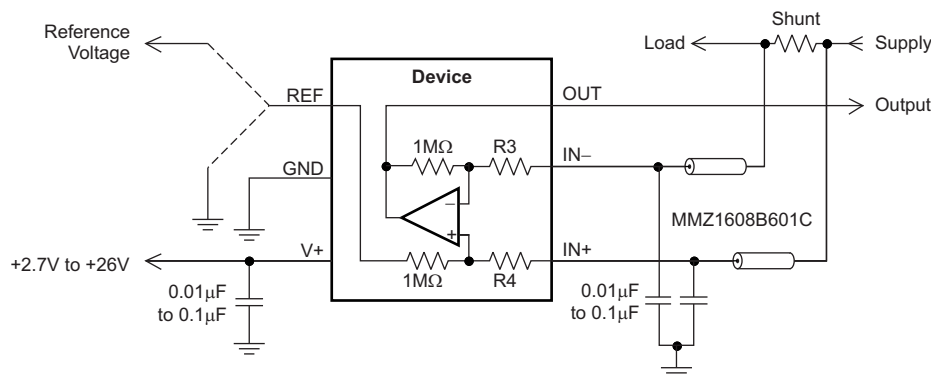 Reference
Voltage
Shunt
Load
Supply
Device
REF
OUT
Output
1MΩ
R3
IN−
GND
−
MMZ1608B601C
+
V+
IN+
+2.7V to +26V
1MΩ
R4
0.01μF
to 0.1μF
0.01μF
to 0.1μF